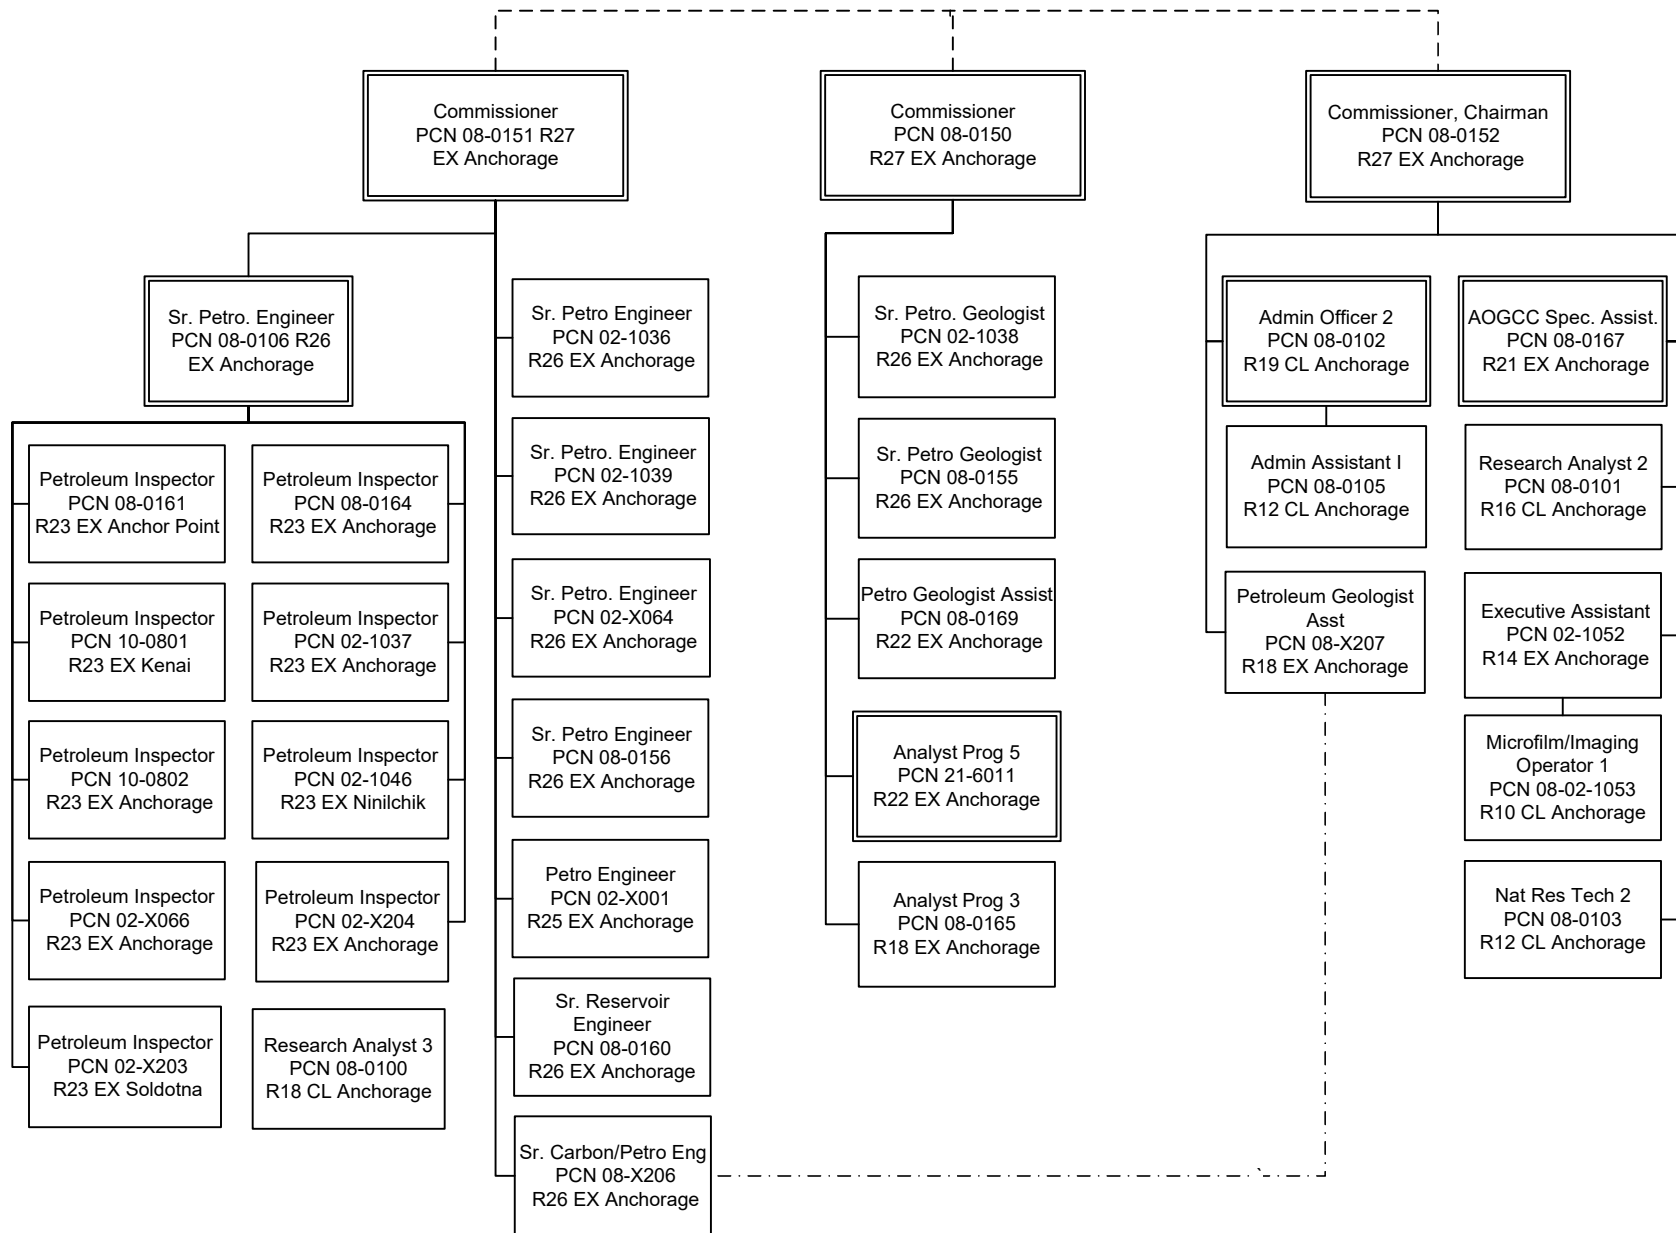 Commissioner
PCN 08-0151 R27
EX Anchorage
Commissioner
PCN 08-0150
R27 EX Anchorage
Commissioner, Chairman
PCN 08-0152
R27 EX Anchorage
Sr. Petro. Engineer
PCN 08-0106 R26
EX Anchorage
Petroleum Inspector
PCN 08-0161
R23 EX Anchor Point
Petroleum Inspector
PCN 08-0164
R23 EX Anchorage
Petroleum Inspector
PCN 10-0801
R23 EX Kenai
Petroleum Inspector
PCN 02-1037
R23 EX Anchorage
Petroleum Inspector
PCN 10-0802
R23 EX Anchorage
Petroleum Inspector
PCN 02-1046
R23 EX Ninilchik
Petroleum Inspector
PCN 02-X066
R23 EX Anchorage
Petroleum Inspector
PCN 02-X204
R23 EX Anchorage
Petroleum Inspector
PCN 02-X203
R23 EX Soldotna
Research Analyst 3
PCN 08-0100
R18 CL Anchorage
Sr. Petro Engineer
PCN 02-1036
R26 EX Anchorage
Sr. Petro. Engineer
PCN 02-1039
R26 EX Anchorage
Sr. Petro. Engineer
PCN 02-X064
R26 EX Anchorage
Sr. Petro Engineer
PCN 08-0156
R26 EX Anchorage
Petro Engineer
PCN 02-X001
R25 EX Anchorage
Sr. Reservoir
Engineer
PCN 08-0160
R26 EX Anchorage
Sr. Carbon/Petro Eng
PCN 08-X206
R26 EX Anchorage
Sr. Petro. Geologist
PCN 02-1038
R26 EX Anchorage
Sr. Petro Geologist
PCN 08-0155
R26 EX Anchorage
Petro Geologist Assist
PCN 08-0169
R22 EX Anchorage
Analyst Prog 5
PCN 21-6011
R22 EX Anchorage
Analyst Prog 3
PCN 08-0165
R18 EX Anchorage
Admin Officer 2
PCN 08-0102
R19 CL Anchorage
Admin Assistant I
PCN 08-0105
R12 CL Anchorage
Petroleum Geologist
Asst
PCN 08-X207
R18 EX Anchorage
AOGCC Spec. Assist.
PCN 08-0167
R21 EX Anchorage
Research Analyst 2
PCN 08-0101
R16 CL Anchorage
Executive Assistant
PCN 02-1052
R14 EX Anchorage
Microfilm/Imaging
Operator 1
PCN 08-02-1053
R10 CL Anchorage
Nat Res Tech 2
PCN 08-0103
R12 CL Anchorage